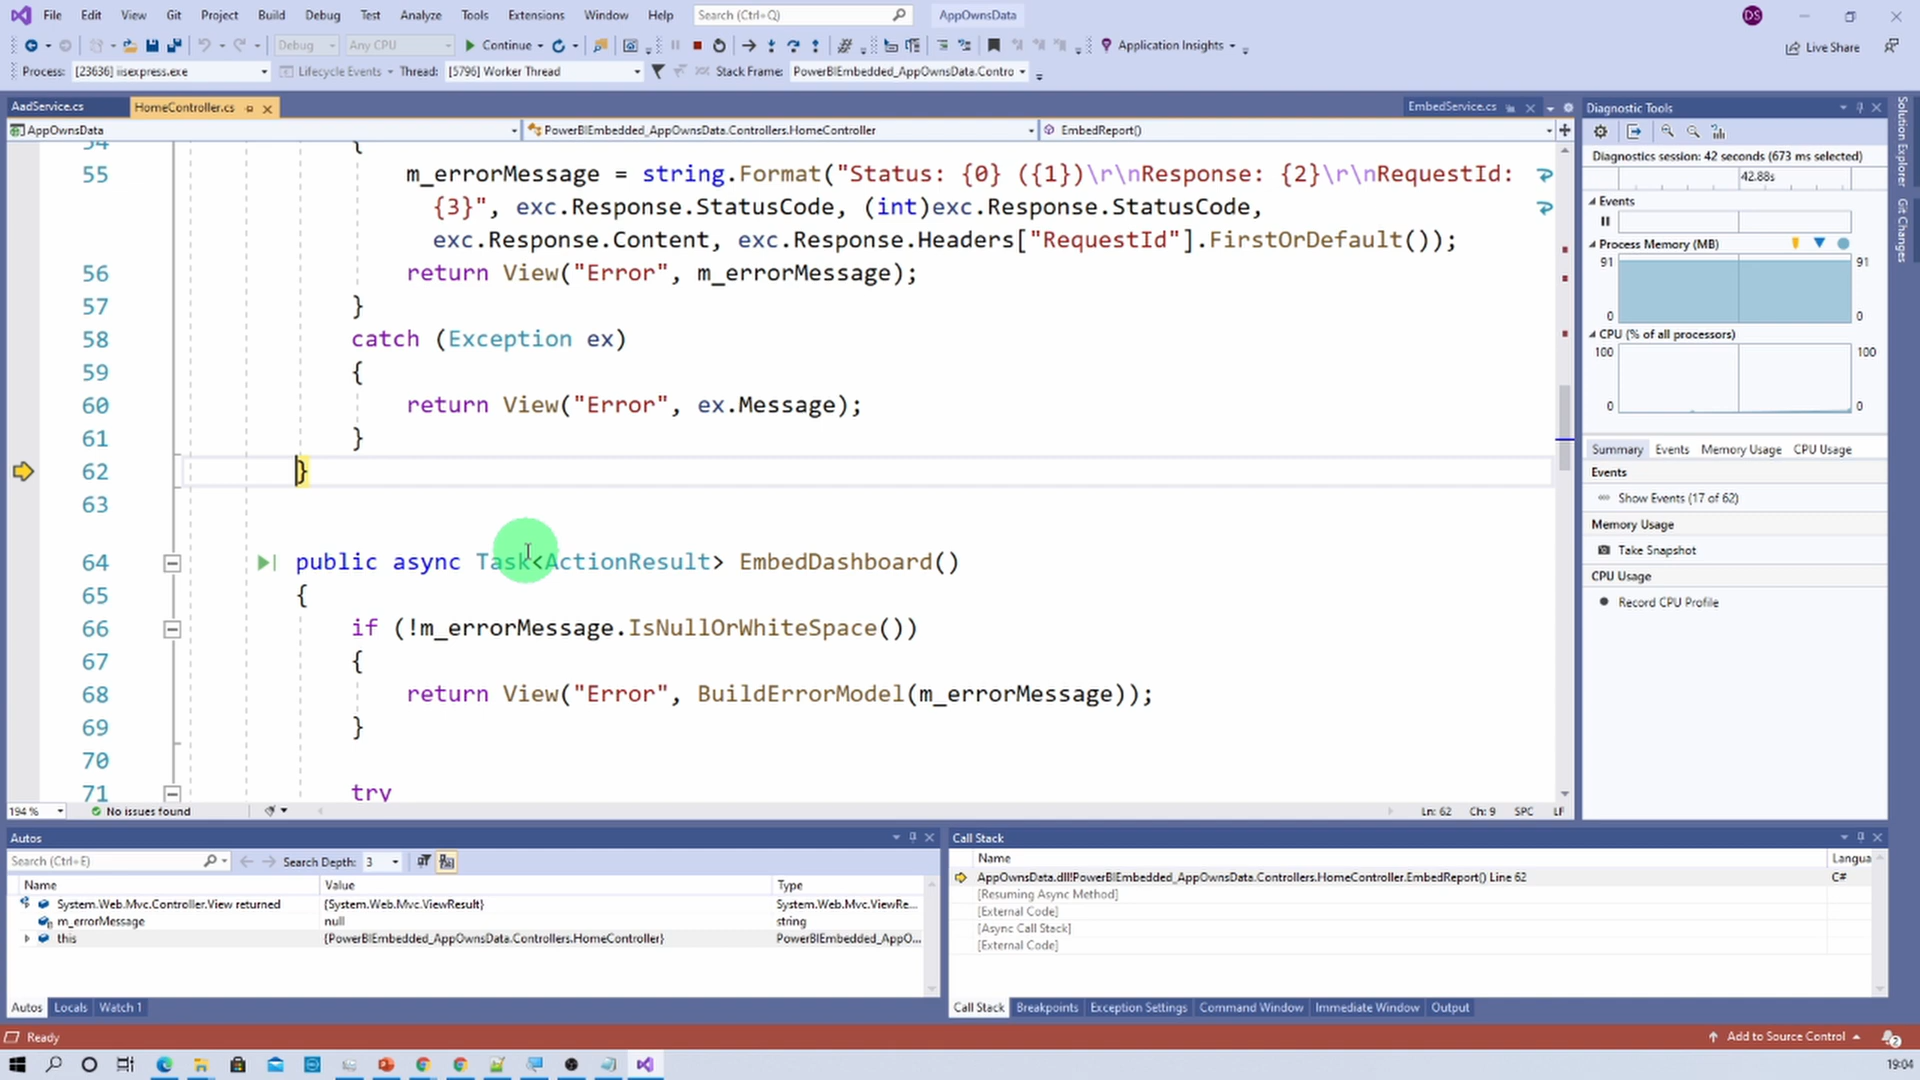 File Edit View Git Project Build Debug Test Analyze Tools Extensions Window Help Search (Ctrl+Q) AppOwnsData DS
Debug Any CPU Continue Application Insights Live Share
Process: [23636] iisexpress.exe Lifecycle Events Thread: [5796] Worker Thread Stack Frame: PowerBIEmbedded_AppOwnsData.Contro
AadService.cs HomeController.cs EmbedService.cs
AppOwnsData PowerBIEmbedded_AppOwnsData.Controllers.HomeController EmbedReport()
54 {
55 m_errorMessage = string.Format("Status: {0} ({1})\r\nResponse: {2}\r\nRequestId:
{3}", exc.Response.StatusCode, (int)exc.Response.StatusCode,
exc.Response.Content, exc.Response.Headers["RequestId"].FirstOrDefault());
56 return View("Error", m_errorMessage);
57 }
58 catch (Exception ex)
59 {
60 return View("Error", ex.Message);
61 }
62 }
63
64 public async Task<ActionResult> EmbedDashboard()
65 {
66 if (!m_errorMessage.IsNullOrWhiteSpace())
67 {
68 return View("Error", BuildErrorModel(m_errorMessage));
69 }
70
71 try
194 % No issues found Ln: 62 Ch: 9 SPC LF
Diagnostic Tools
Diagnostics session: 42 seconds (673 ms selected)
42.88s
Events
Process Memory (MB)
91 91
0 0
CPU (% of all processors)
100 100
0 0
Summary Events Memory Usage CPU Usage
Events
Show Events (17 of 62)
Memory Usage
Take Snapshot
CPU Usage
Record CPU Profile
Solution Explorer
Git Changes
Autos
Search (Ctrl+E) Search Depth: 3
Name Value Type
System.Web.Mvc.Controller.View returned {System.Web.Mvc.ViewResult} System.Web.Mvc.ViewRe...
m_errorMessage null string
this {PowerBIEmbedded_AppOwnsData.Controllers.HomeController} PowerBIEmbedded_AppO...
Autos Locals Watch 1
Call Stack
Name Langua
AppOwnsData.dll!PowerBIEmbedded_AppOwnsData.Controllers.HomeController.EmbedReport() Line 62 C#
[Resuming Async Method]
[External Code]
[Async Call Stack]
[External Code]
Call Stack Breakpoints Exception Settings Command Window Immediate Window Output
Ready Add to Source Control 2
19:04